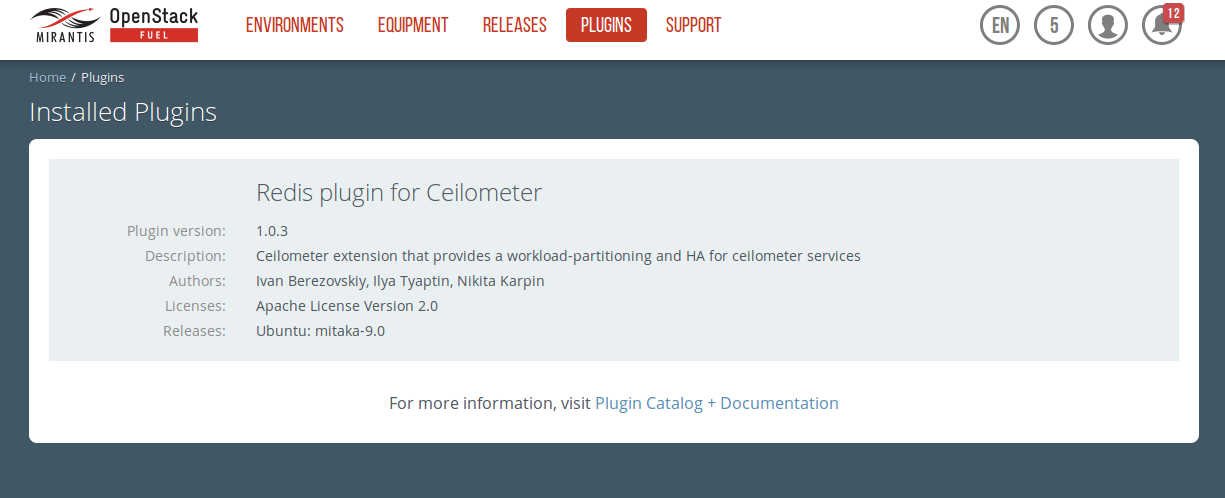 MIRANTIS OpenStack FUEL ENVIRONMENTS EQUIPMENT RELEASES PLUGINS SUPPORT EN 5 12
Home / Plugins
Installed Plugins
Redis plugin for Ceilometer
Plugin version: 1.0.3
Description: Ceilometer extension that provides a workload-partitioning and HA for ceilometer services
Authors: Ivan Berezovskiy, Ilya Tyaptin, Nikita Karpin
Licenses: Apache License Version 2.0
Releases: Ubuntu: mitaka-9.0
For more information, visit Plugin Catalog + Documentation